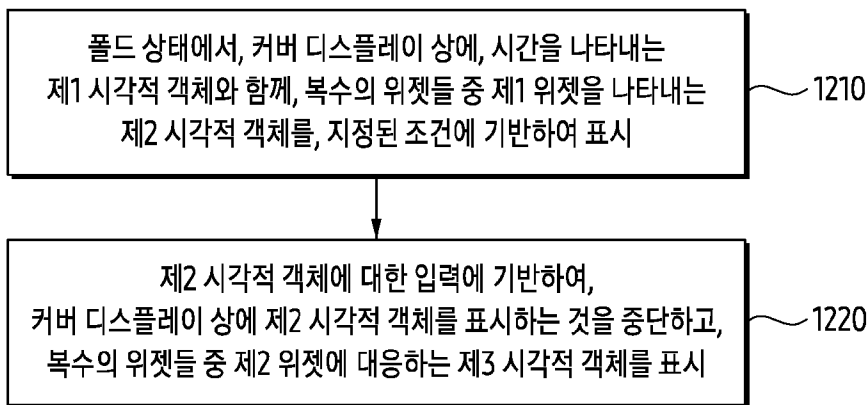 폴드 상태에서, 커버 디스플레이 상에, 시간을 나타내는
제1 시각적 객체와 함께, 복수의 위젯들 중 제1 위젯을 나타내는
제2 시각적 객체를, 지정된 조건에 기반하여 표시
1210
제2 시각적 객체에 대한 입력에 기반하여,
커버 디스플레이 상에 제2 시각적 객체를 표시하는 것을 중단하고,
복수의 위젯들 중 제2 위젯에 대응하는 제3 시각적 객체를 표시
1220